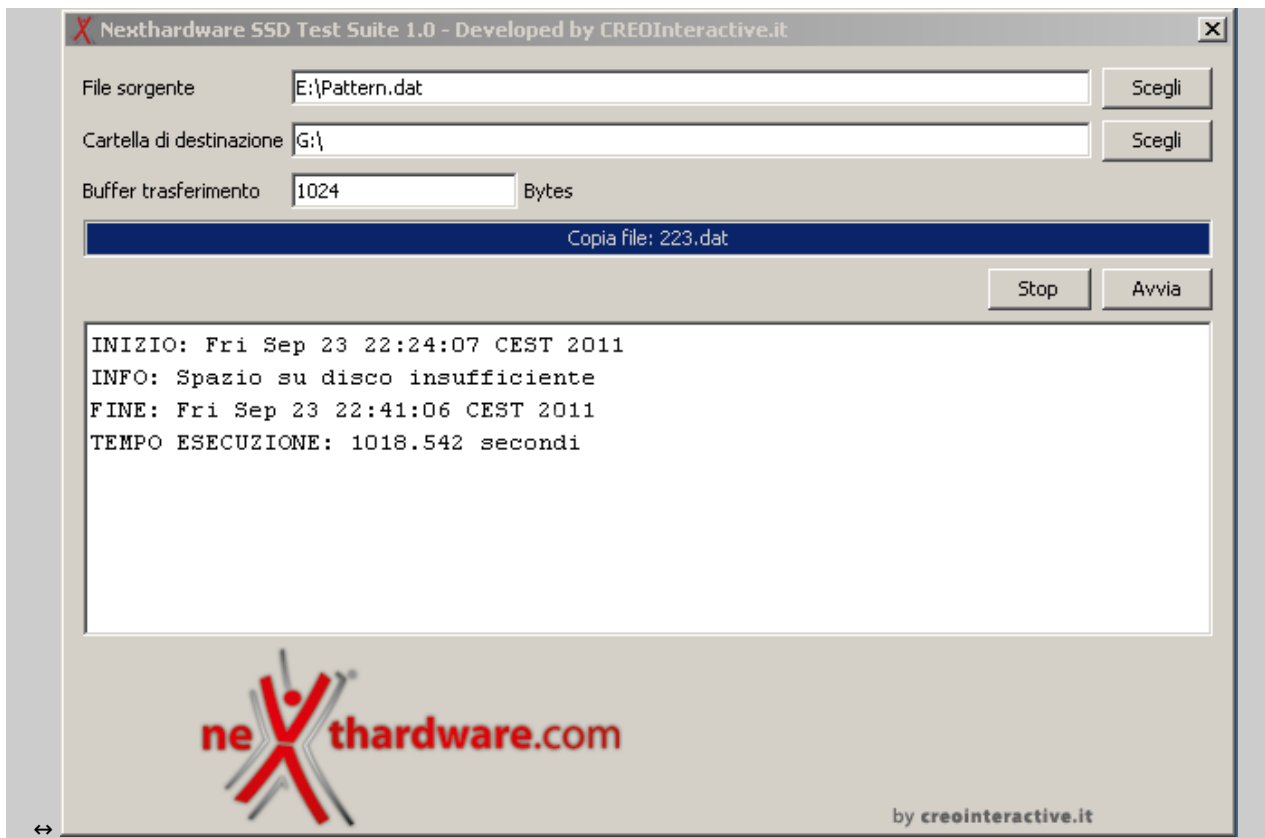 Nexthardware SSD Test Suite 1.0 - Developed by CREOInteractive.it
File sorgente E:\Pattern.dat Scegli
Cartella di destinazione G:\ Scegli
Buffer trasferimento 1024 Bytes
Copia file: 223.dat
Stop Avvia
INIZIO: Fri Sep 23 22:24:07 CEST 2011
INFO: Spazio su disco insufficiente
FINE: Fri Sep 23 22:41:06 CEST 2011
TEMPO ESECUZIONE: 1018.542 secondi
nexthardware.com
by creointeractive.it